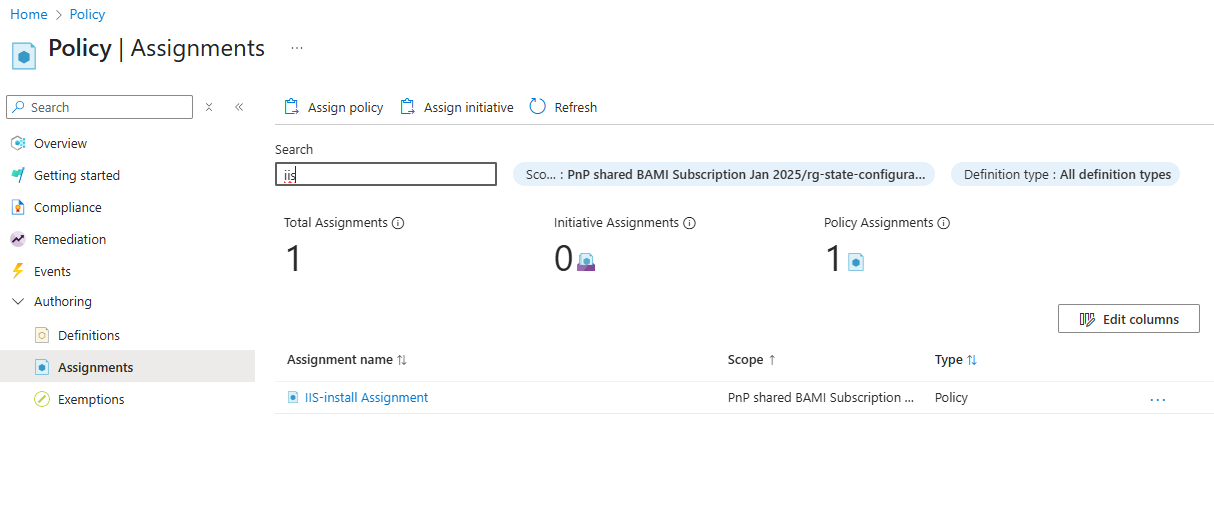 Home > Policy
Policy | Assignments ...
Search
Assign policy Assign initiative Refresh
Overview
Getting started
Compliance
Remediation
Events
Authoring
Definitions
Assignments
Exemptions
Search
iis
Sco... : PnP shared BAMI Subscription Jan 2025/rg-state-configura...
Definition type : All definition types
Total Assignments
1
Initiative Assignments
0
Policy Assignments
1
Edit columns
Assignment name Scope Type
IIS-install Assignment PnP shared BAMI Subscription ... Policy ...